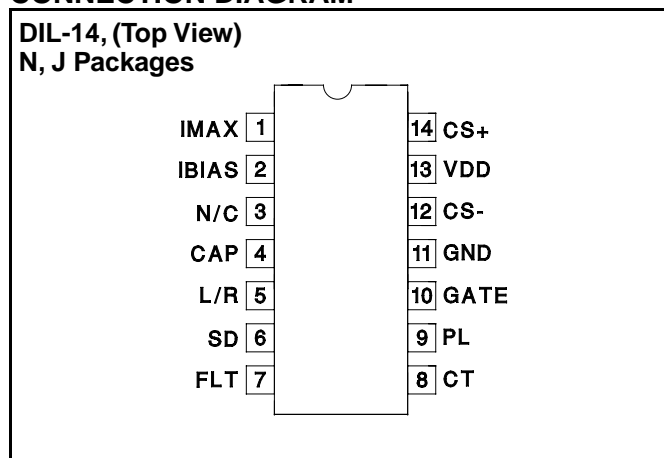 CONNECTION DIAGRAM
DIL-14, (Top View)
N, J Packages
IMAX 1 14 CS+
IBIAS 2 13 VDD
N/C 3 12 CS-
CAP 4 11 GND
L/R 5 10 GATE
SD 6 9 PL
FLT 7 8 CT